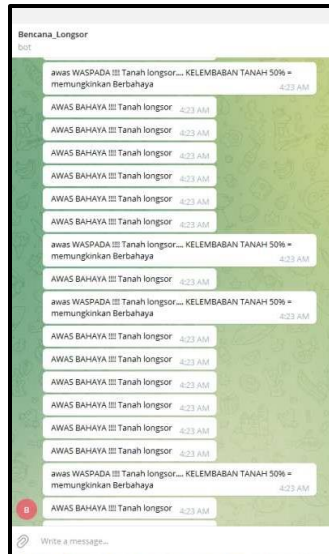 Bencana_Longsor
bot
awas WASPADA !!! Tanah longsor.... KELEMBABAN TANAH 50% =
memungkinkan Berbahaya
4:23 AM
AWAS BAHAYA !!!! Tanah longsor 4:23 AM
AWAS BAHAYA !!!! Tanah longsor 4:23 AM
AWAS BAHAYA !!!! Tanah longsor 4:23 AM
AWAS BAHAYA !!!! Tanah longsor 4:23 AM
AWAS BAHAYA !!!! Tanah longsor 4:23 AM
AWAS BAHAYA !!!! Tanah longsor 4:23 AM
awas WASPADA !!! Tanah longsor.... KELEMBABAN TANAH 50% =
memungkinkan Berbahaya
4:23 AM
AWAS BAHAYA !!!! Tanah longsor 4:23 AM
awas WASPADA !!! Tanah longsor.... KELEMBABAN TANAH 50% =
memungkinkan Berbahaya
4:23 AM
AWAS BAHAYA !!!! Tanah longsor 4:23 AM
AWAS BAHAYA !!!! Tanah longsor 4:23 AM
AWAS BAHAYA !!!! Tanah longsor 4:23 AM
AWAS BAHAYA !!!! Tanah longsor 4:23 AM
AWAS BAHAYA !!!! Tanah longsor 4:23 AM
AWAS BAHAYA !!!! Tanah longsor 4:23 AM
awas WASPADA !!! Tanah longsor.... KELEMBABAN TANAH 50% =
memungkinkan Berbahaya
4:23 AM
B
AWAS BAHAYA !!!! Tanah longsor 4:23 AM
Write a message...